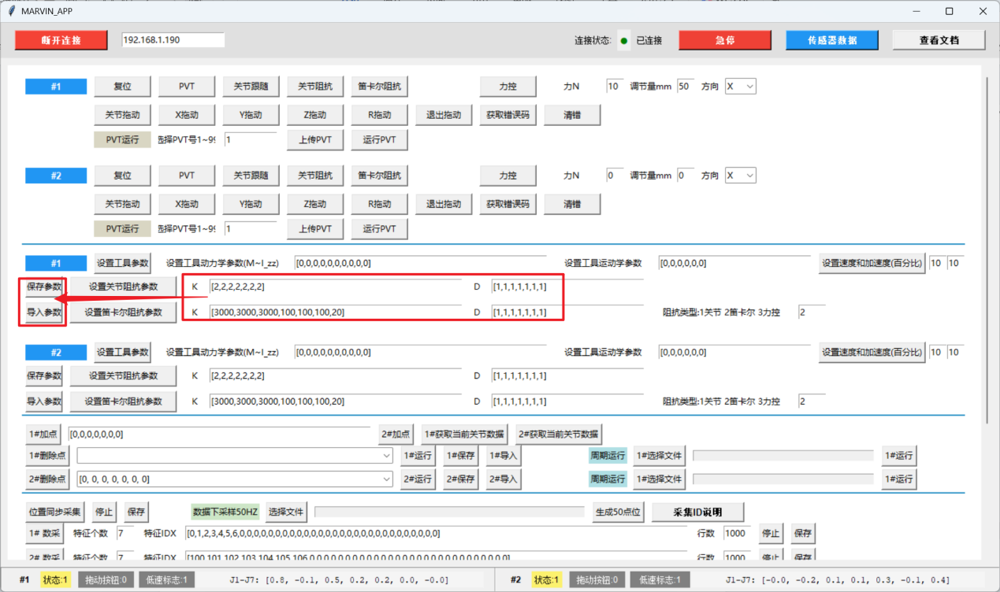 MARVIN_APP
断开连接 192.168.1.190 连接状态: 已连接 急停 传感器数据 查看文档
#1 复位 PVT 关节跟随 关节阻抗 笛卡尔阻抗 力控 力N 10 调节量mm 50 方向 X
关节拖动 X拖动 Y拖动 Z拖动 R拖动 退出拖动 获取错误码 清错
PVT运行 选择PVT号1~99 1 上传PVT 运行PVT
#2 复位 PVT 关节跟随 关节阻抗 笛卡尔阻抗 力控 力N 0 调节量mm 0 方向 X
关节拖动 X拖动 Y拖动 Z拖动 R拖动 退出拖动 获取错误码 清错
PVT运行 选择PVT号1~99 1 上传PVT 运行PVT
#1 设置工具参数 设置工具动力学参数(M~I_zz) [0,0,0,0,0,0,0,0,0,0] 设置工具运动学参数 [0,0,0,0,0,0] 设置速度和加速度(百分比) 10 10
保存参数 设置关节阻抗参数 K [2,2,2,2,2,2,2] D [1,1,1,1,1,1,1]
导入参数 设置笛卡尔阻抗参数 K [3000,3000,3000,100,100,100,20] D [1,1,1,1,1,1,1] 阻抗类型:1关节 2笛卡尔 3力控 2
#2 设置工具参数 设置工具动力学参数(M~I_zz) [0,0,0,0,0,0,0,0,0,0] 设置工具运动学参数 [0,0,0,0,0,0] 设置速度和加速度(百分比) 10 10
保存参数 设置关节阻抗参数 K [2,2,2,2,2,2,2] D [1,1,1,1,1,1,1]
导入参数 设置笛卡尔阻抗参数 K [3000,3000,3000,100,100,100,20] D [1,1,1,1,1,1,1] 阻抗类型:1关节 2笛卡尔 3力控 2
1#加点 [0,0,0,0,0,0,0] 2#加点 1#获取当前关节数据 2#获取当前关节数据
1#删除点 1#运行 1#保存 1#导入 周期运行 1#选择文件 1#运行
2#删除点 [0, 0, 0, 0, 0, 0, 0] 2#运行 2#保存 2#导入 周期运行 1#选择文件 1#运行
位置同步采集 停止 保存 数据下采样50HZ 选择文件 生成50点位 采集ID说明
1# 数采 特征个数 7 特征IDX [0,1,2,3,4,5,6,0,0,0,0,0,0,0,0,0,0,0,0,0,0,0,0,0,0,0,0,0,0,0,0,0,0,0,0] 行数 1000 停止 保存
2# 数采 特征个数 7 特征IDX [100,101,102,103,104,105,106,0,0,0,0,0,0,0,0,0,0,0,0,0,0,0,0,0,0,0,0,0,0,0,0,0,0,0,0] 行数 1000 停止 保存
#1 状态:1 拖动按钮:0 低速标志:1 J1-J7: [0.8, -0.1, 0.5, 0.2, 0.2, 0.0, -0.0] #2 状态:1 拖动按钮:0 低速标志:1 J1-J7: [-0.0, -0.2, 0.1, 0.1, 0.3, -0.1, 0.4]